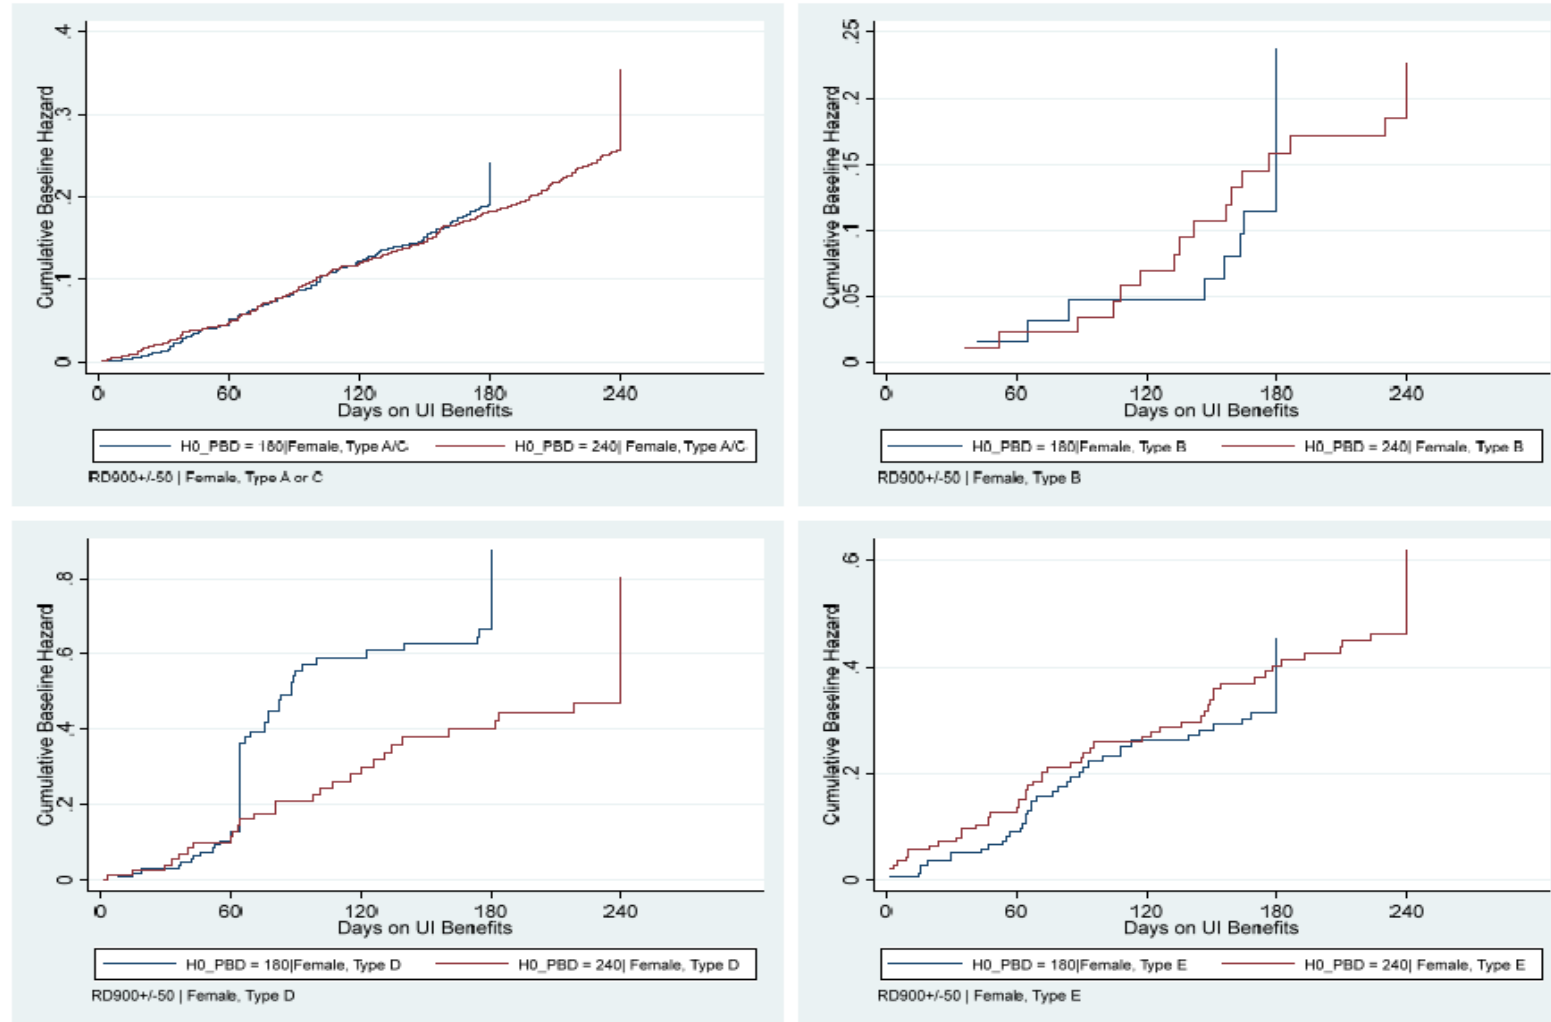 Cumulative Baseline Hazard
.4
.3
.2
.1
0
0 60 120 180 240
Days on UI Benefits
H0_PBD = 180|Female, Type A/C H0_PBD = 240| Female, Type A/C
RD900+/-50 | Female, Type A or C
Cumulative Baseline Hazard
.25
.2
.15
.1
.05
0
0 60 120 180 240
Days on UI Benefits
H0_PBD = 180|Female, Type B H0_PBD = 240| Female, Type B
RD900+/-50 | Female, Type B
Cumulative Baseline Hazard
.8
.6
.4
.2
0
0 60 120 180 240
Days on UI Benefits
H0_PBD = 180|Female, Type D H0_PBD = 240| Female, Type D
RD900+/-50 | Female, Type D
Cumulative Baseline Hazard
.6
.4
.2
0
0 60 120 180 240
Days on UI Benefits
H0_PBD = 180|Female, Type E H0_PBD = 240| Female, Type E
RD900+/-50 | Female, Type E